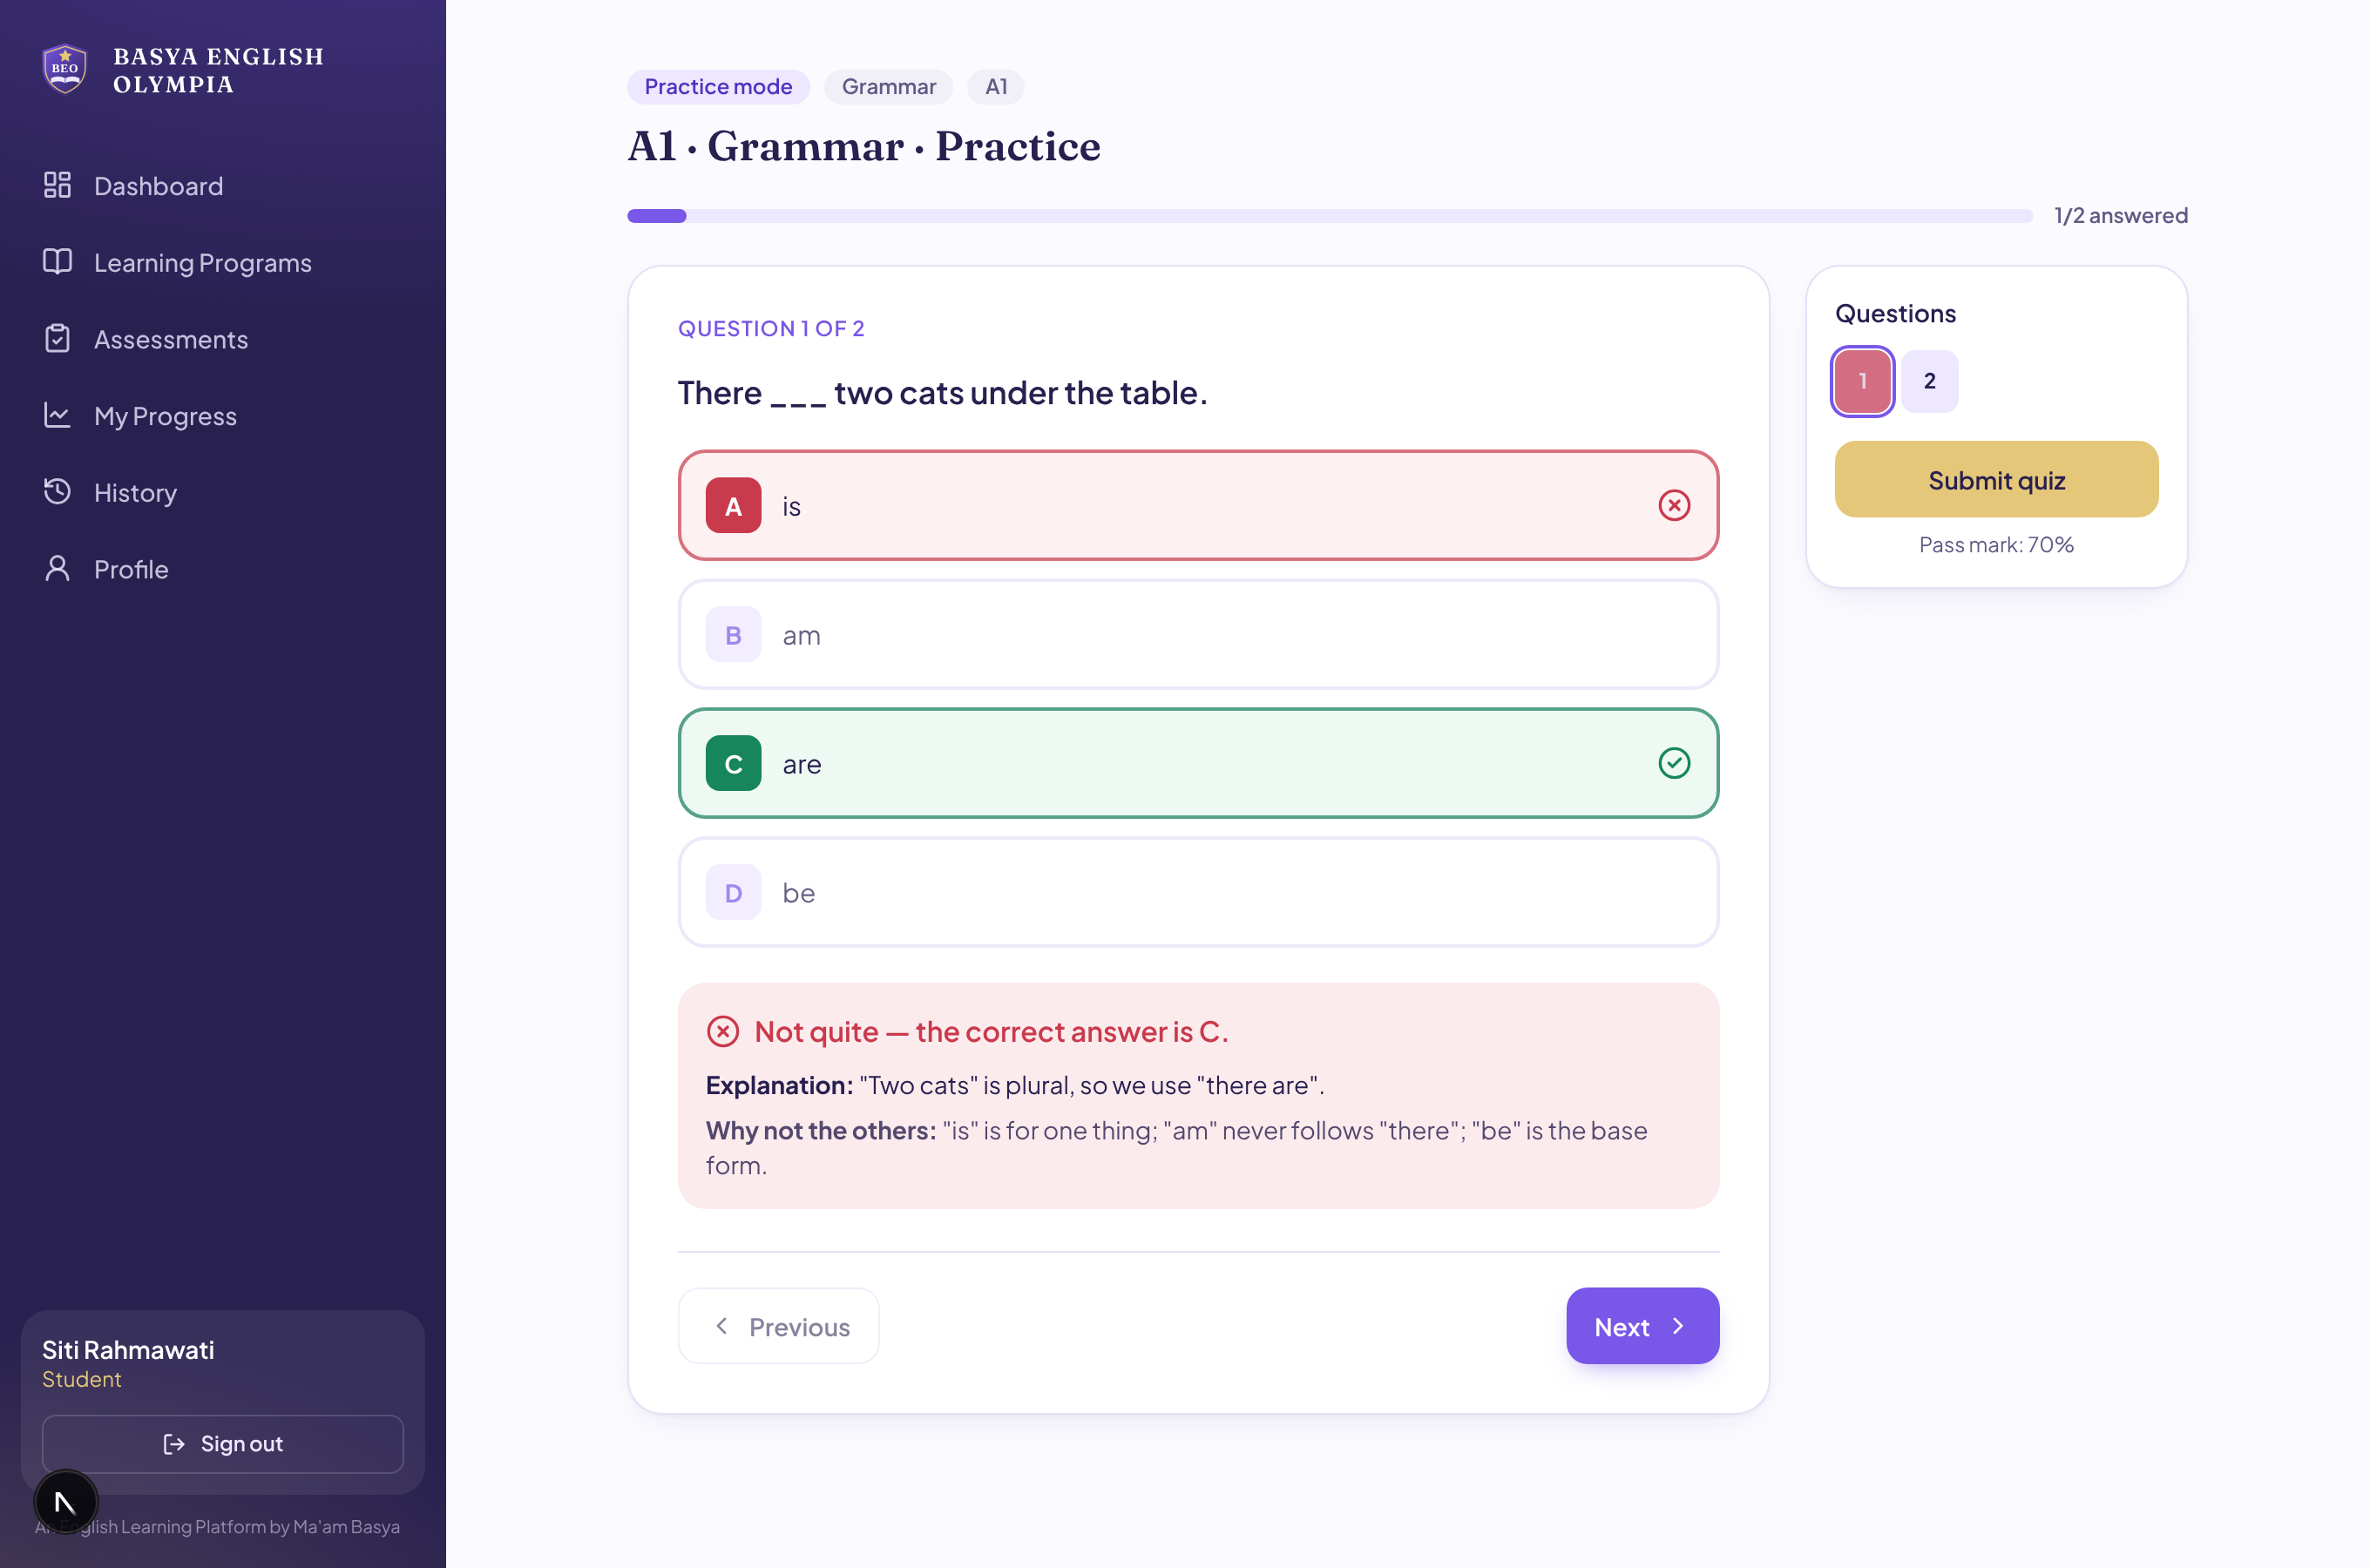 BEO
BASYA ENGLISH
OLYMPIA
Dashboard
Learning Programs
Assessments
My Progress
History
Profile
Siti Rahmawati
Student
Sign out
An English Learning Platform by Ma'am Basya
Practice mode
Grammar
A1
A1 · Grammar · Practice
1/2 answered
QUESTION 1 OF 2
There ___ two cats under the table.
A is
B am
C are
D be
Not quite — the correct answer is C.
Explanation: "Two cats" is plural, so we use "there are".
Why not the others: "is" is for one thing; "am" never follows "there"; "be" is the base
form.
Previous
Next
Questions
1 2
Submit quiz
Pass mark: 70%